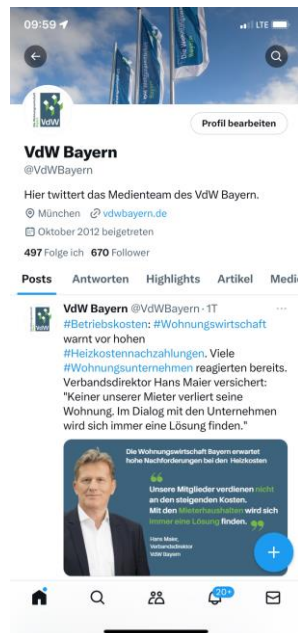 09:59
LTE
VdW
Profil bearbeiten
VdW Bayern
@VdWBayern
Hier twittert das Medienteam des VdW Bayern.
München vdwbayern.de
Oktober 2012 beigetreten
497 Folge ich 670 Follower
Posts Antworten Highlights Artikel Medi
VdW Bayern @VdWBayern · 1T
#Betriebskosten: #Wohnungswirtschaft
warnt vor hohen
#Heizkostennachzahlungen. Viele
#Wohnungsunternehmen reagierten bereits.
Verbandsdirektor Hans Maier versichert:
"Keiner unserer Mieter verliert seine
Wohnung. Im Dialog mit den Unternehmen
wird sich immer eine Lösung finden."
Die Wohnungswirtschaft Bayern erwartet
hohe Nachforderungen bei den Heizkosten
Unsere Mitglieder verdienen nicht
an den steigenden Kosten.
Mit den Mieterhaushalten wird sich
immer eine Lösung finden.
Hans Maier,
Verbandsdirektor
VdW Bayern
20+